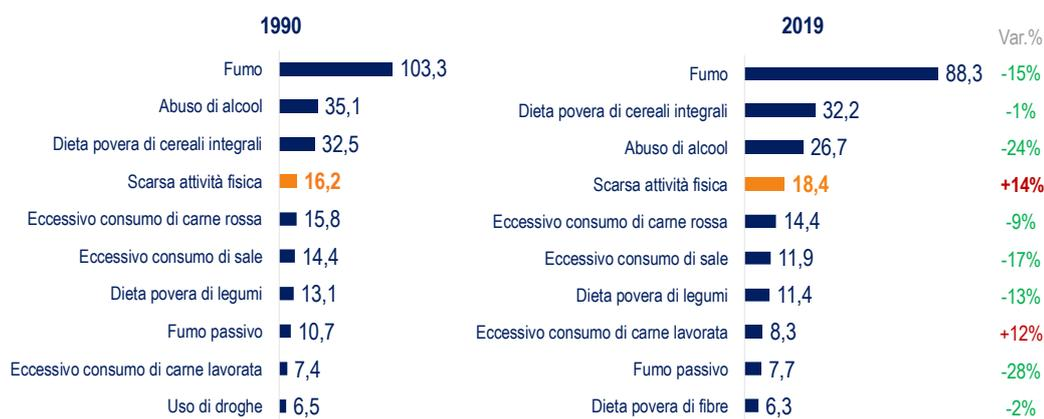 1990
Fumo 103,3
Abuso di alcool 35,1
Dieta povera di cereali integrali 32,5
Scarsa attività fisica 16,2
Eccessivo consumo di carne rossa 15,8
Eccessivo consumo di sale 14,4
Dieta povera di legumi 13,1
Fumo passivo 10,7
Eccessivo consumo di carne lavorata 7,4
Uso di droghe 6,5
2019
Var.%
Fumo 88,3 -15%
Dieta povera di cereali integrali 32,2 -1%
Abuso di alcool 26,7 -24%
Scarsa attività fisica 18,4 +14%
Eccessivo consumo di carne rossa 14,4 -9%
Eccessivo consumo di sale 11,9 -17%
Dieta povera di legumi 11,4 -13%
Eccessivo consumo di carne lavorata 8,3 +12%
Fumo passivo 7,7 -28%
Dieta povera di fibre 6,3 -2%